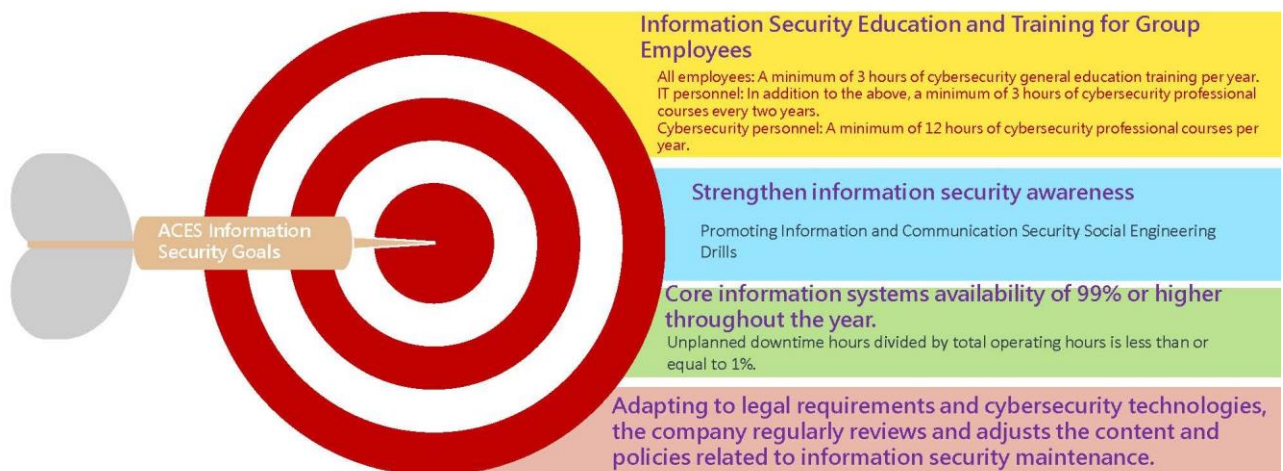 ACES Information
Security Goals
Information Security Education and Training for Group
Employees
All employees: A minimum of 3 hours of cybersecurity general education training per year.
IT personnel: In addition to the above, a minimum of 3 hours of cybersecurity professional
courses every two years.
Cybersecurity personnel: A minimum of 12 hours of cybersecurity professional courses per
year.
Strengthen information security awareness
Promoting Information and Communication Security Social Engineering
Drills
Core information systems availability of 99% or higher
throughout the year.
Unplanned downtime hours divided by total operating hours is less than or
equal to 1%.
Adapting to legal requirements and cybersecurity technologies,
the company regularly reviews and adjusts the content and
policies related to information security maintenance.